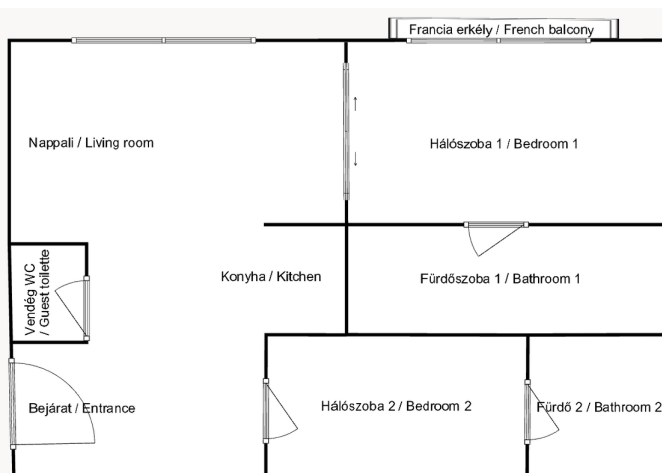 Francia erkély / French balcony
Nappali / Living room
Hálószoba 1 / Bedroom 1
Vendég WC
/ Guest toilette
Konyha / Kitchen
Fürdőszoba 1 / Bathroom 1
Bejárat / Entrance
Hálószoba 2 / Bedroom 2
Fürdő 2 / Bathroom 2